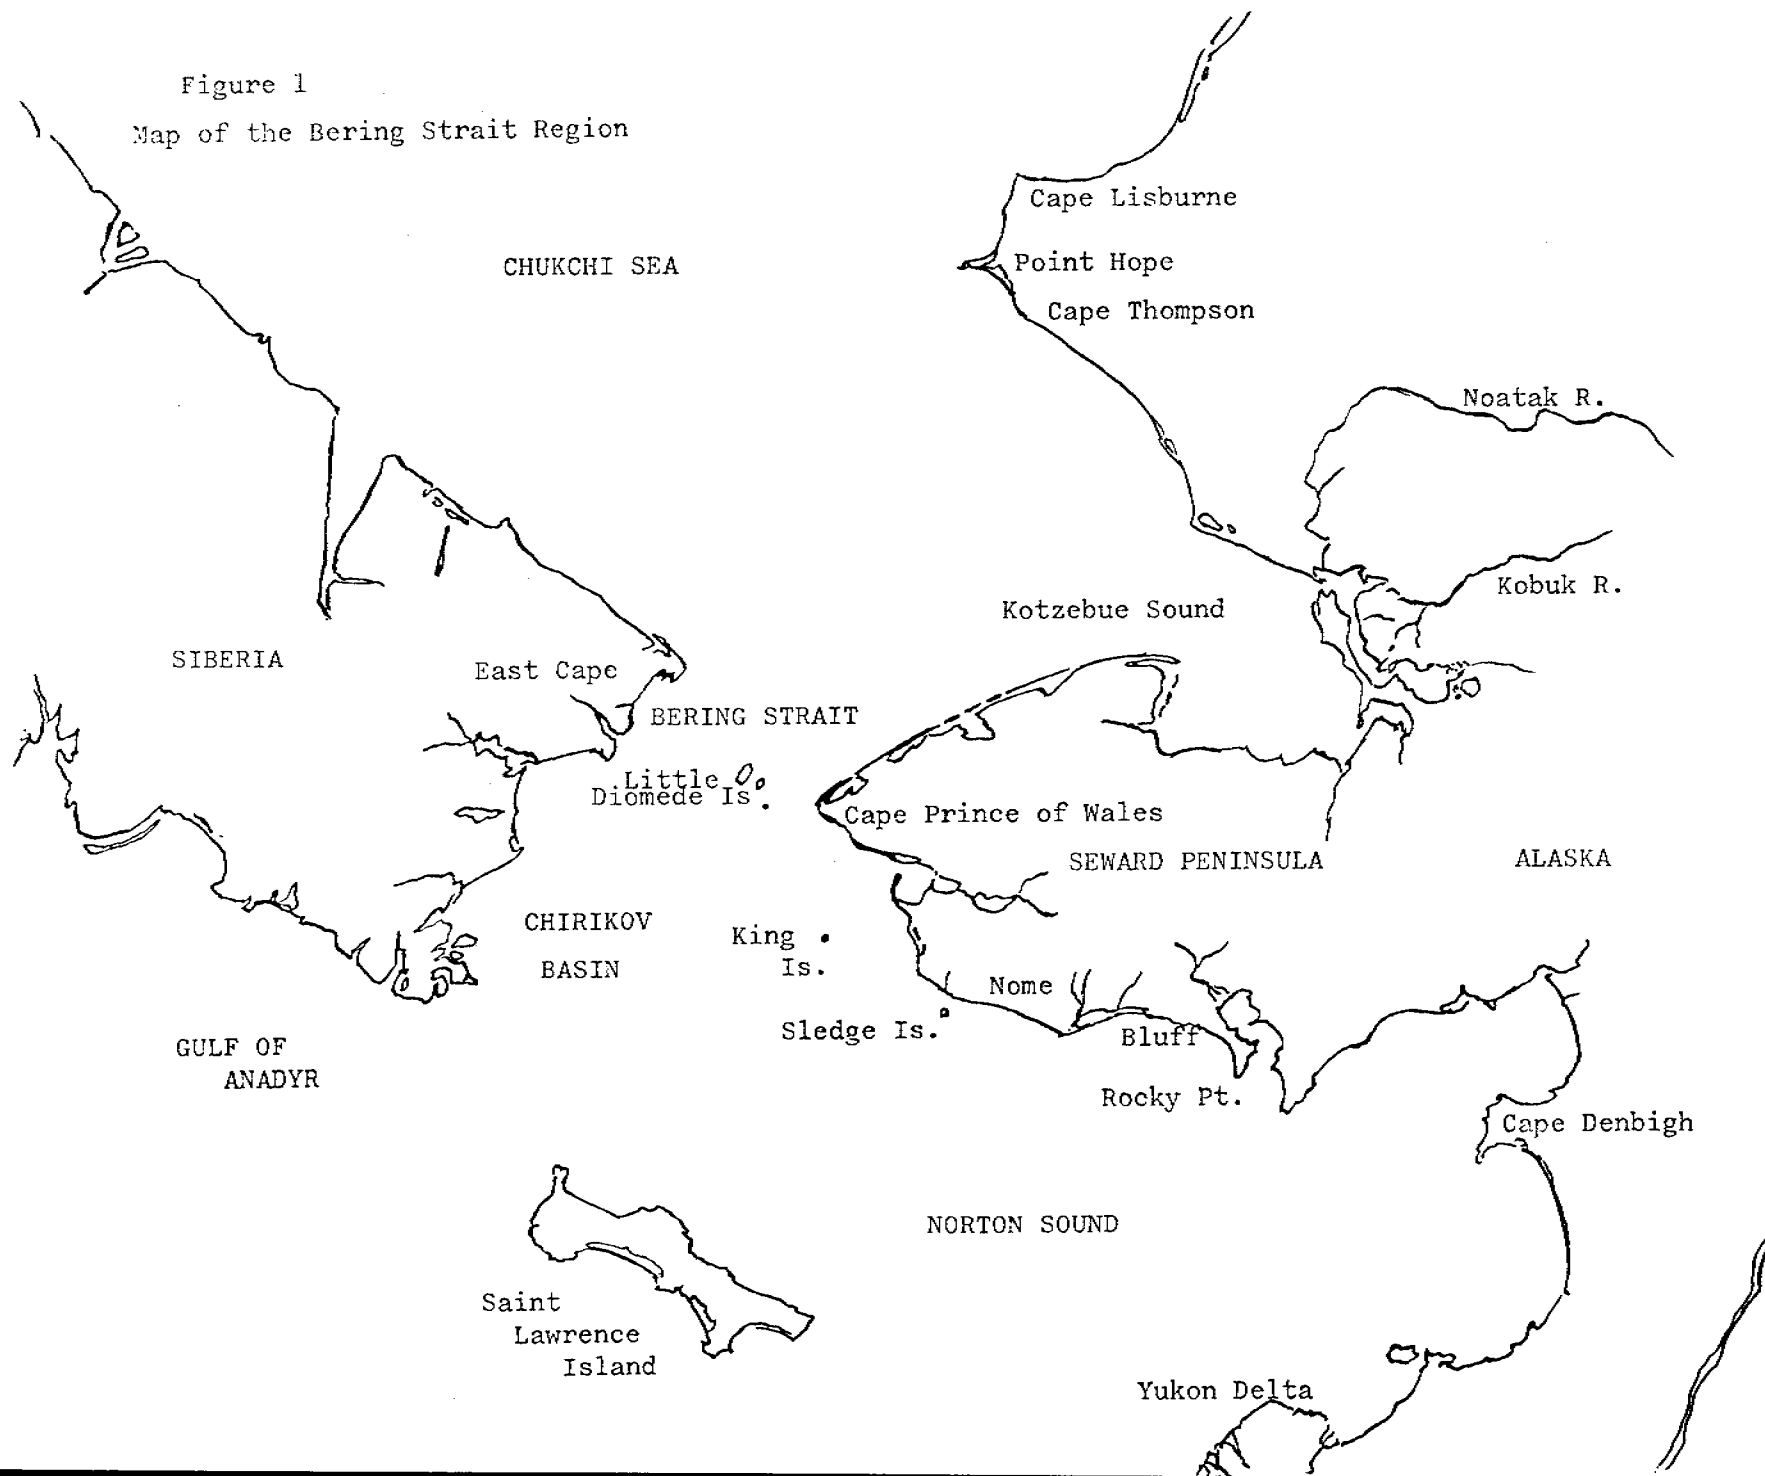 Figure 1
Map of the Bering Strait Region
Cape Lisburne
CHUKCHI SEA
Point Hope
Cape Thompson
Noatak R.
Kobuk R.
Kotzebue Sound
SIBERIA
East Cape
BERING STRAIT
Little
Diomede Is.
Cape Prince of Wales
SEWARD PENINSULA
ALASKA
CHIRIKOV
BASIN
King
Is.
Nome
Sledge Is.
Bluff
GULF OF
ANADYR
Rocky Pt.
Cape Denbigh
NORTON SOUND
Saint
Lawrence
Island
Yukon Delta